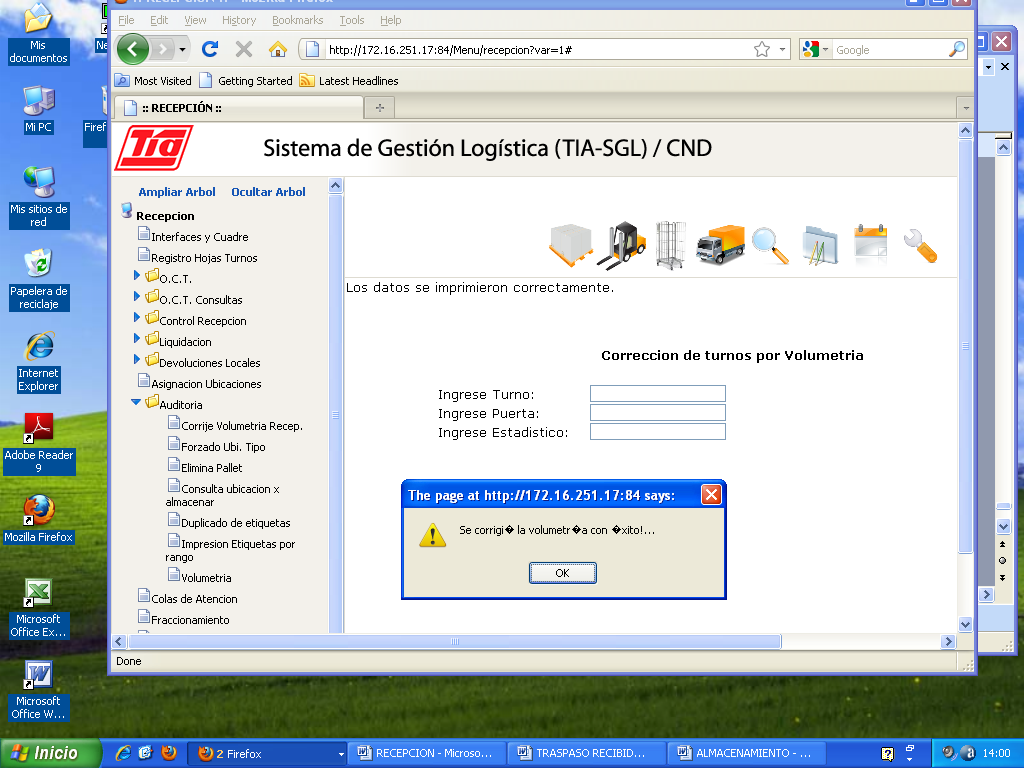 Mis
documentos
Mi PC
Firef
Mis sitios de
red
Papelera de
reciclaje
Internet
Explorer
Adobe Reader
9
Mozilla Firefox
Microsoft
Office Ex...
Microsoft
Office W...
File Edit View History Bookmarks Tools Help
http://172.16.251.17:84/Menu/recepcion?var=1#
Google
Most Visited Getting Started Latest Headlines
:: RECEPCIÓN ::
Tia
Sistema de Gestión Logística (TIA-SGL) / CND
Ampliar Arbol Ocultar Arbol
Recepcion
Interfaces y Cuadre
Registro Hojas Turnos
O.C.T.
O.C.T. Consultas
Control Recepcion
Liquidacion
Devoluciones Locales
Asignacion Ubicaciones
Auditoria
Corrije Volumetria Recep.
Forzado Ubi. Tipo
Elimina Pallet
Consulta ubicacion x
almacenar
Duplicado de etiquetas
Impresion Etiquetas por
rango
Volumetria
Colas de Atencion
Fraccionamiento
Los datos se imprimieron correctamente.
Correccion de turnos por Volumetria
Ingrese Turno:
Ingrese Puerta:
Ingrese Estadistico:
The page at http://172.16.251.17:84 says:
Se corrigi� la volumetr�a con �xito!...
OK
Done
Inicio
2 Firefox
RECEPCION - Microso...
TRASPASO RECIBID...
ALMACENAMIENTO - ...
14:00